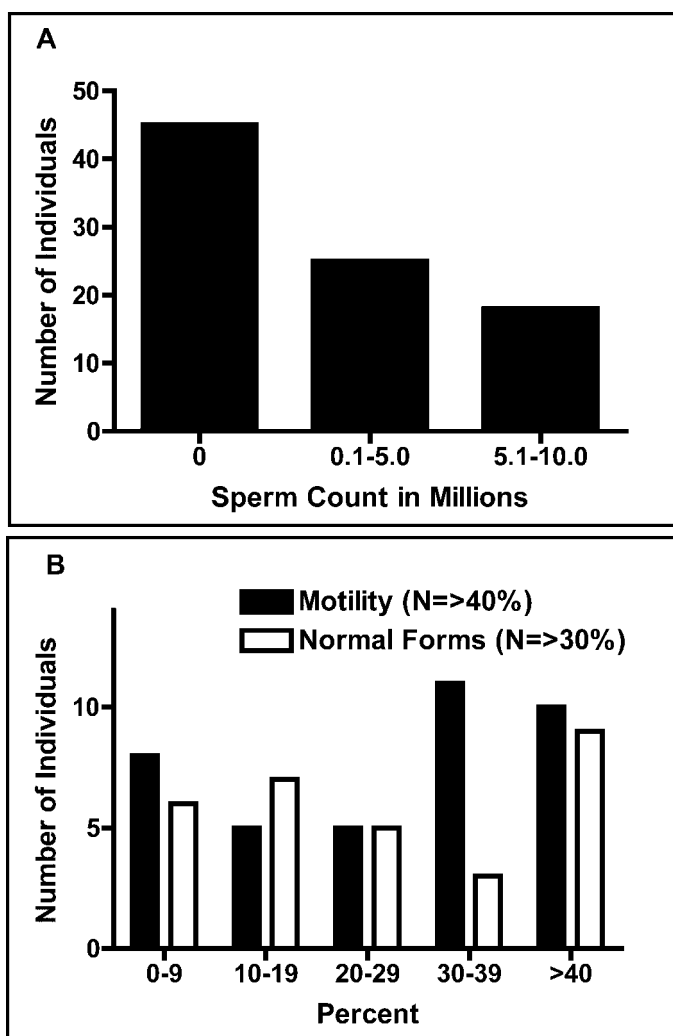 A
Number of Individuals
50
40
30
20
10
0
0 0.1-5.0 5.1-10.0
Sperm Count in Millions
B
Motility (N=>40%)
Normal Forms (N=>30%)
Number of Individuals
10
5
0
0-9 10-19 20-29 30-39 >40
Percent